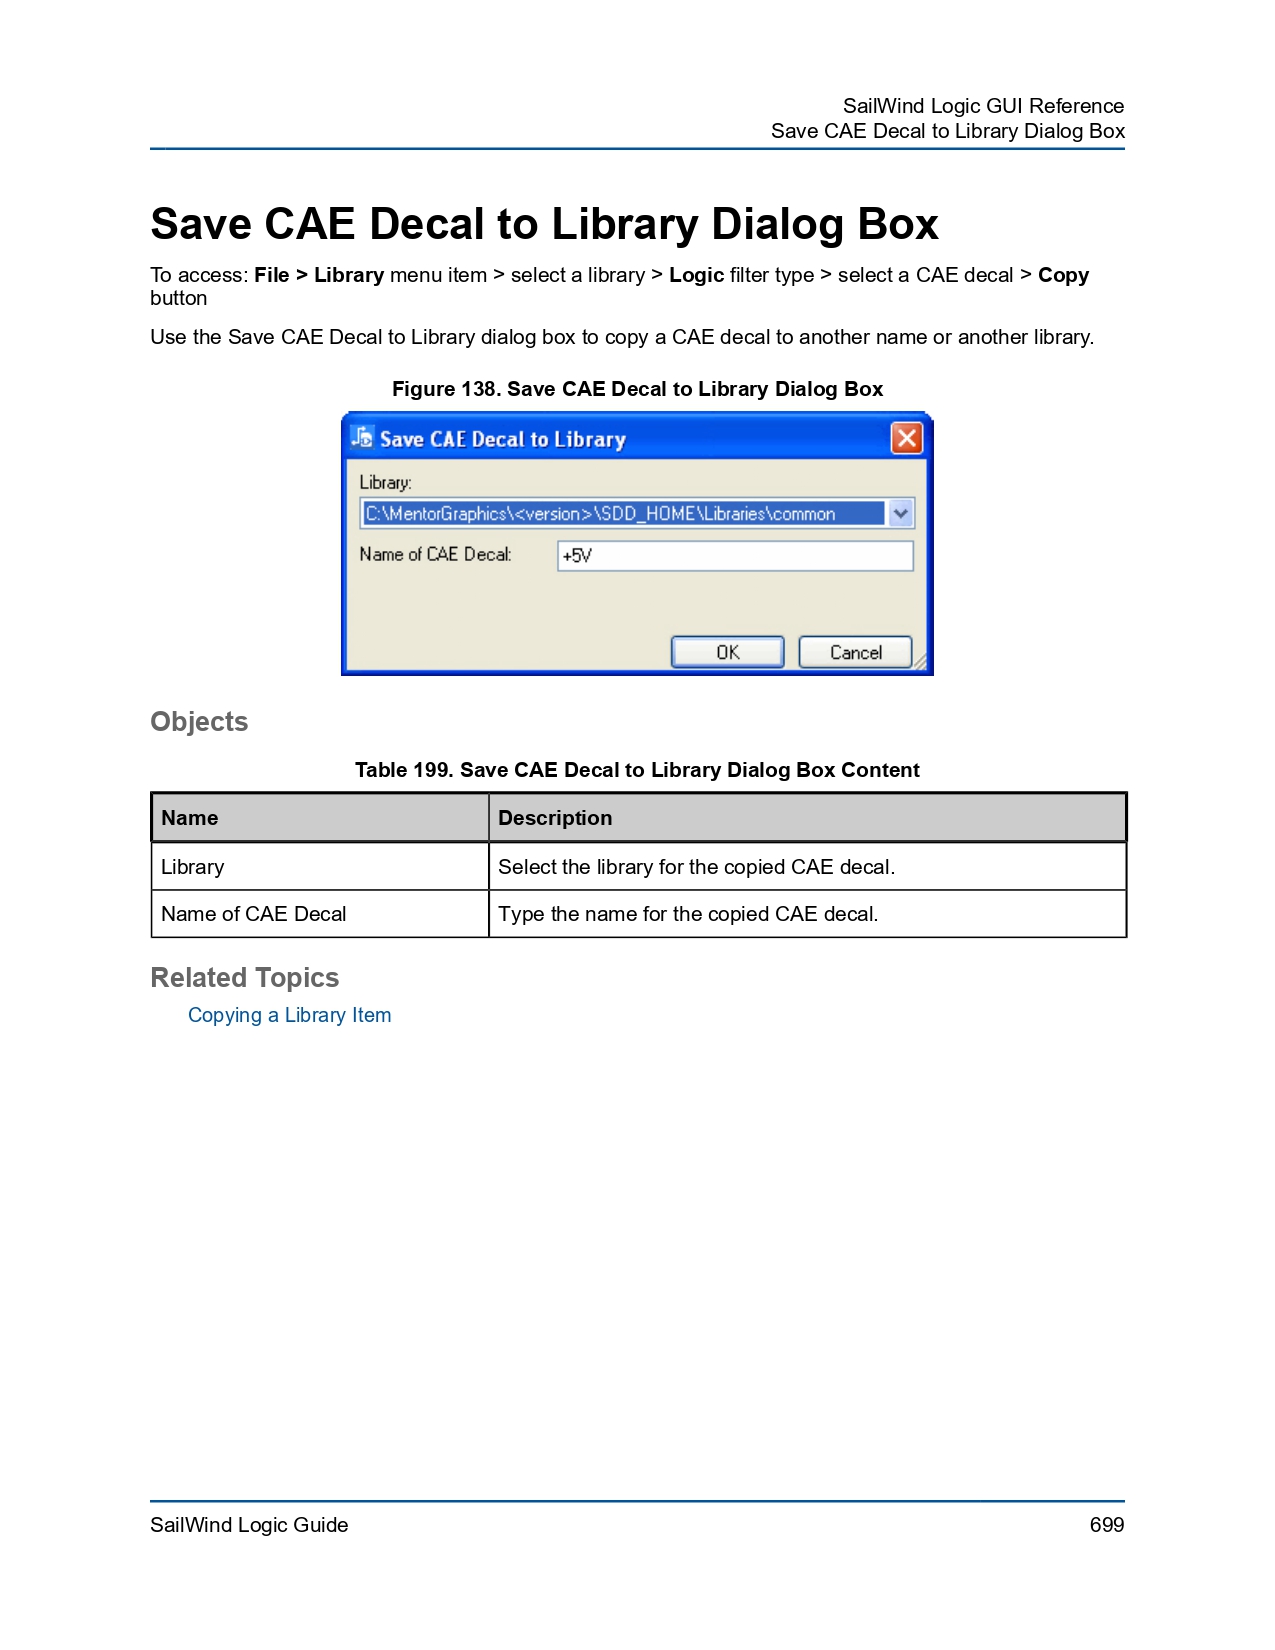 SailWind Logic GUI Reference
Save CAE Decal to Library Dialog Box
Save CAE Decal to Library Dialog Box
To access: File > Library menu item > select a library > Logic filter type > select a CAE decal > Copy
button
Use the Save CAE Decal to Library dialog box to copy a CAE decal to another name or another library.
Figure 138. Save CAE Decal to Library Dialog Box
Save CAE Decal to Library
Library:
C:\MentorGraphics\<version>\SDD_HOME\Libraries\common
Name of CAE Decal: +5V
OK Cancel
Objects
Table 199. Save CAE Decal to Library Dialog Box Content
Name Description
Library Select the library for the copied CAE decal.
Name of CAE Decal Type the name for the copied CAE decal.
Related Topics
Copying a Library Item
SailWind Logic Guide 699